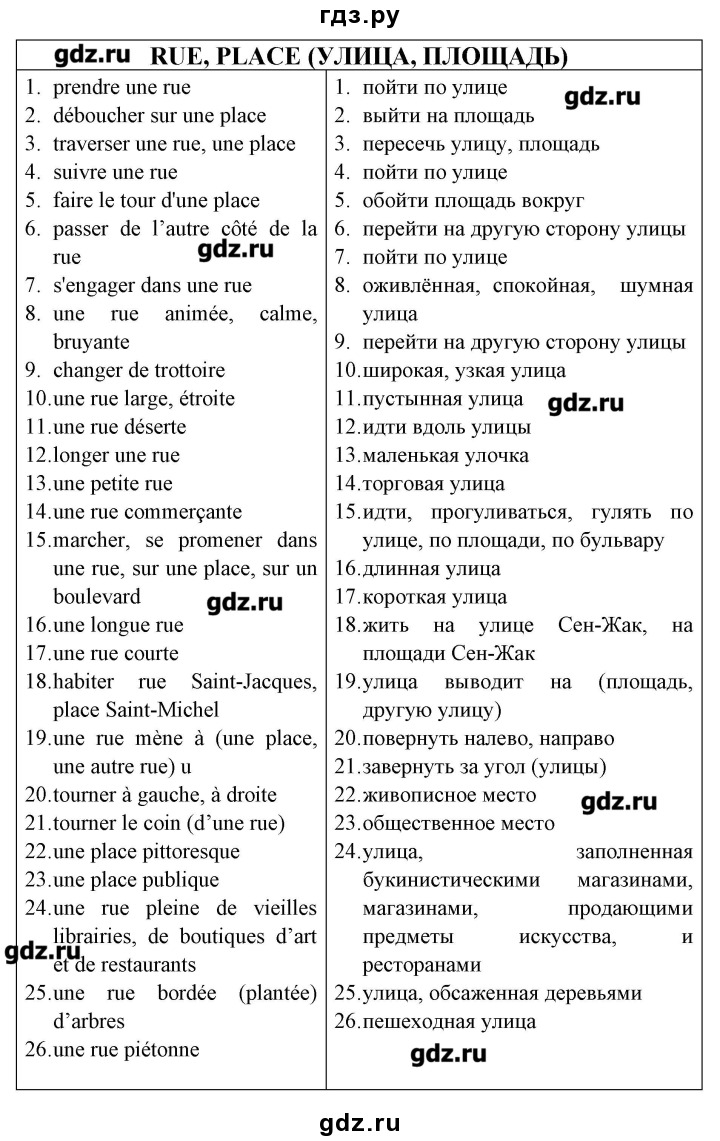 гдз.ру
gdz.ru RUE, PLACE (УЛИЦА, ПЛОЩАДЬ)
1. prendre une rue
2. déboucher sur une place
3. traverser une rue, une place
4. suivre une rue
5. faire le tour d'une place
6. passer de l’autre côté de la
rue
gdz.ru
7. s'engager dans une rue
8. une rue animée, calme,
bruyante
9. changer de trottoire
10. une rue large, étroite
11. une rue déserte
12. longer une rue
13. une petite rue
14. une rue commerçante
15. marcher, se promener dans
une rue, sur une place, sur un
boulevard
gdz.ru
16. une longue rue
17. une rue courte
18. habiter rue Saint-Jacques,
place Saint-Michel
19. une rue mène à (une place,
une autre rue) u
20. tourner à gauche, à droite
21. tourner le coin (d’une rue)
22. une place pittoresque
23. une place publique
24. une rue pleine de vieilles
librairies, de boutiques d’art
gdz.ru
et de restaurants
25. une rue bordée (plantée)
d’arbres
26. une rue piétonne
1. пойти по улице
gdz.ru
2. выйти на площадь
3. пересечь улицу, площадь
4. пойти по улице
5. обойти площадь вокруг
6. перейти на другую сторону улицы
7. пойти по улице
8. оживлённая, спокойная, шумная
улица
9. перейти на другую сторону улицы
10. широкая, узкая улица
11. пустынная улица
gdz.ru
12. идти вдоль улицы
13. маленькая улочка
14. торговая улица
15. идти, прогуливаться, гулять по
улице, по площади, по бульвару
16. длинная улица
17. короткая улица
18. жить на улице Сен-Жак, на
площади Сен-Жак
19. улица выводит на (площадь,
другую улицу)
20. повернуть налево, направо
21. завернуть за угол (улицы)
22. живописное место
gdz.ru
23. общественное место
24. улица, заполненная
букинистическими магазинами,
магазинами, продающими
предметы искусства, и
ресторанами
25. улица, обсаженная деревьями
26. пешеходная улица
gdz.ru
gdz.ru